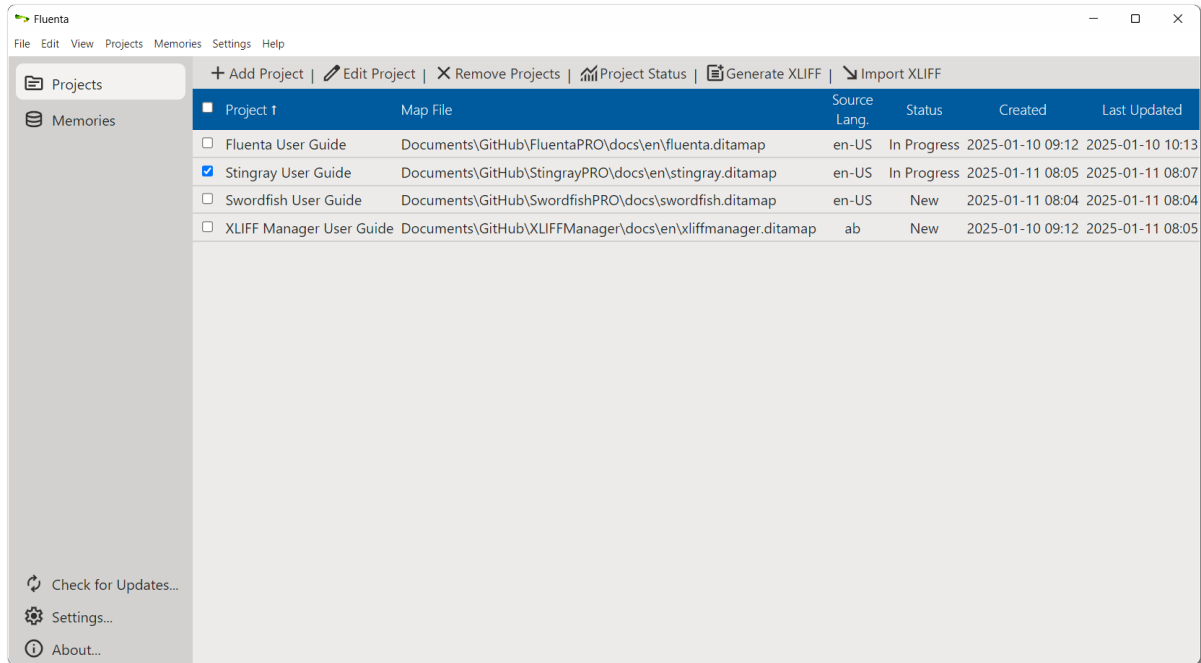 Fluenta
File Edit View Projects Memories Settings Help
Projects
Memories
Add Project | Edit Project | Remove Projects | Project Status | Generate XLIFF | Import XLIFF
Project ↑ Map File Source Lang. Status Created Last Updated
Fluenta User Guide Documents\GitHub\FluentaPRO\docs\en\fluenta.ditamap en-US In Progress 2025-01-10 09:12 2025-01-10 10:13
Stingray User Guide Documents\GitHub\StingrayPRO\docs\en\stingray.ditamap en-US In Progress 2025-01-11 08:05 2025-01-11 08:07
Swordfish User Guide Documents\GitHub\SwordfishPRO\docs\swordfish.ditamap en-US New 2025-01-11 08:04 2025-01-11 08:04
XLIFF Manager User Guide Documents\GitHub\XLIFFManager\docs\en\xliffmanager.ditamap ab New 2025-01-10 09:12 2025-01-11 08:05
Check for Updates...
Settings...
About...